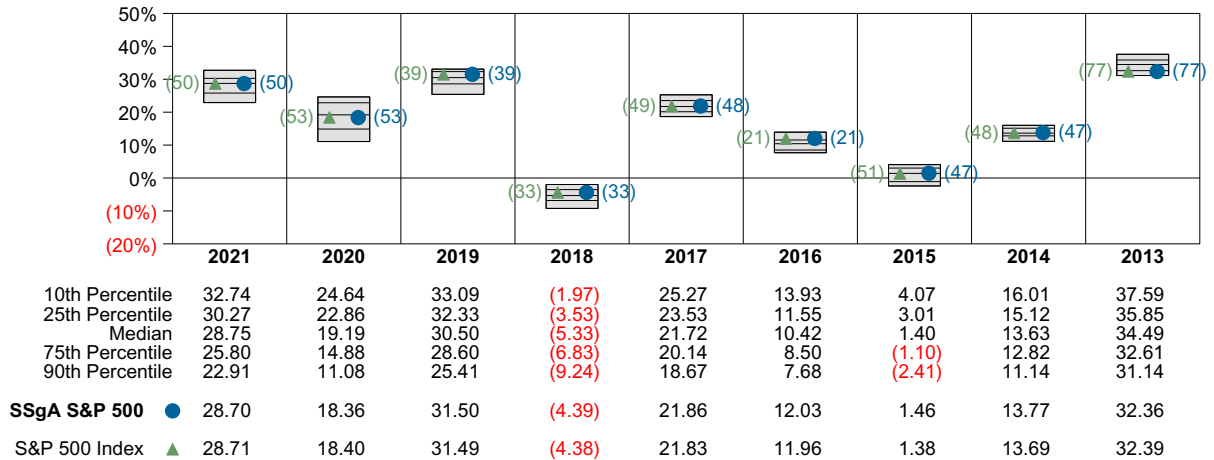 50%
40%
30%
20%
10%
0%
(10%)
(20%)
(50) (50) (53) (53) (39) (39) (33) (33) (49) (48) (21) (21) (51) (47) (48) (47) (77) (77)
2021 2020 2019 2018 2017 2016 2015 2014 2013
10th Percentile 32.74 24.64 33.09 (1.97) 25.27 13.93 4.07 16.01 37.59
25th Percentile 30.27 22.86 32.33 (3.53) 23.53 11.55 3.01 15.12 35.85
Median 28.75 19.19 30.50 (5.33) 21.72 10.42 1.40 13.63 34.49
75th Percentile 25.80 14.88 28.60 (6.83) 20.14 8.50 (1.10) 12.82 32.61
90th Percentile 22.91 11.08 25.41 (9.24) 18.67 7.68 (2.41) 11.14 31.14
SSgA S&P 500 28.70 18.36 31.50 (4.39) 21.86 12.03 1.46 13.77 32.36
S&P 500 Index 28.71 18.40 31.49 (4.38) 21.83 11.96 1.38 13.69 32.39